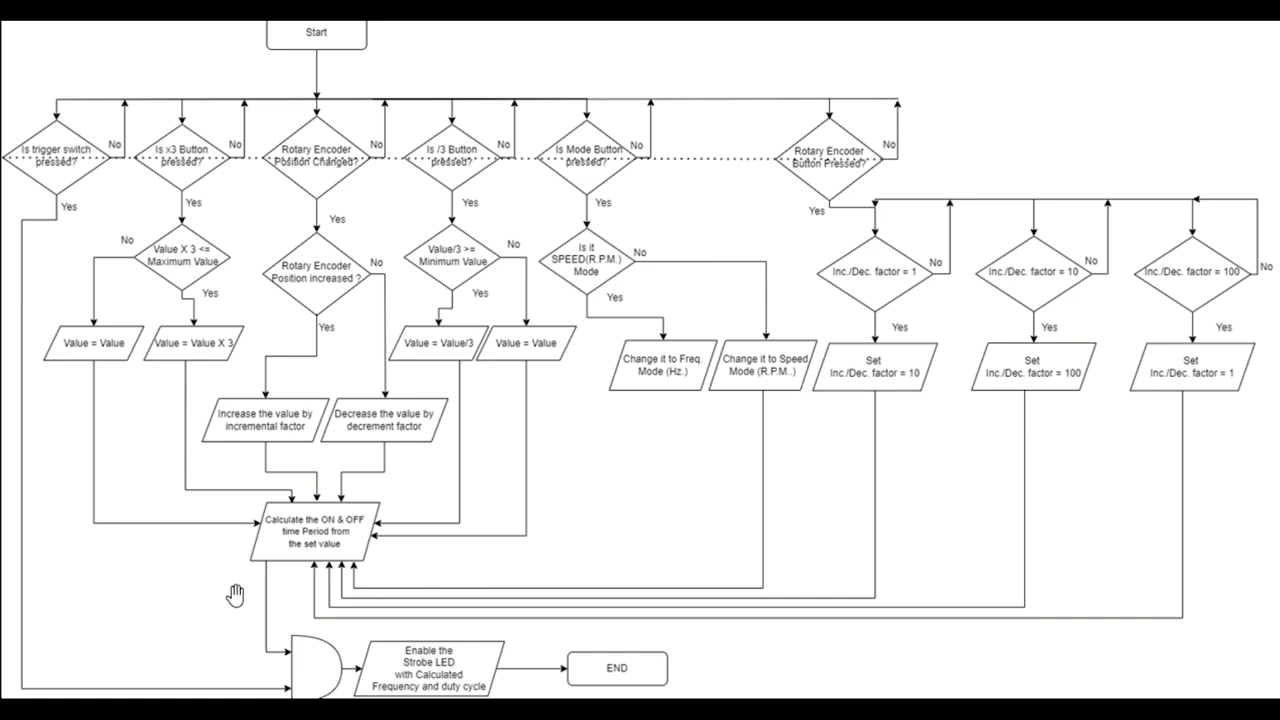 Start
Is trigger switch
pressed?
No
Is x3 Button
pressed?
No
Rotary Encoder
Position Changed?
No
Is /3 Button
pressed?
No
Is Mode Button
pressed?
No
Rotary Encoder
Button Pressed?
No
Yes
Yes
Yes
Yes
Yes
Yes
No
Value X 3 <=
Maximum Value
Yes
Rotary Encoder
Position increased ?
No
Yes
Value/3 >=
Minimum Value
No
Yes
Is it
SPEED(R.P.M.)
Mode
No
Yes
Inc./Dec. factor = 1
No
Yes
Inc./Dec. factor = 10
No
Yes
Inc./Dec. factor = 100
No
Yes
Value = Value
Value = Value X 3
Value = Value/3
Value = Value
Change it to Freq.
Mode (Hz.)
Change it to Speed
Mode (R.P.M..)
Set
Inc./Dec. factor = 10
Set
Inc./Dec. factor = 100
Set
Inc./Dec. factor = 1
Increase the value by
incremental factor
Decrease the value by
decrement factor
Calculate the ON & OFF
time Period from
the set value
Enable the
Strobe LED
with Calculated
Frequency and duty cycle
END